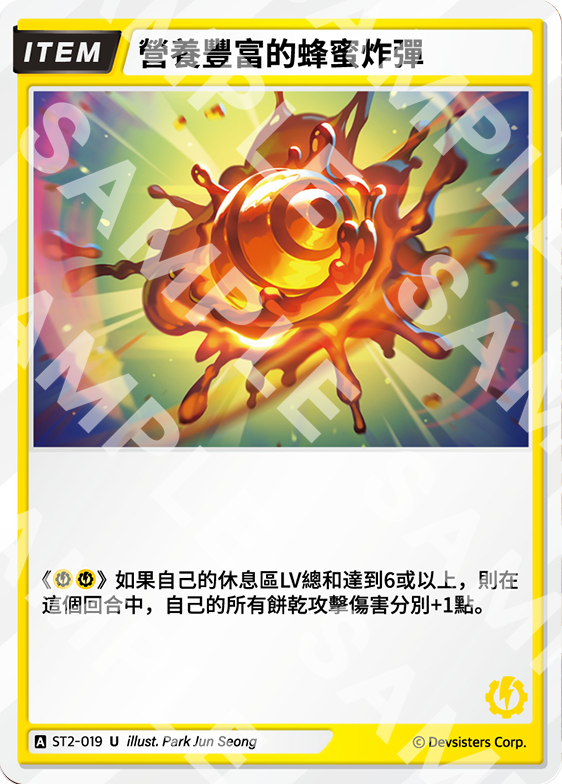 ITEM
營養豐富的蜂蜜炸彈
《》如果自己的休息區LV總和達到6或以上，則在
這個回合中，自己的所有餅乾攻擊傷害分別+1點。
A ST2-019 U illust. Park Jun Seong
© Devsisters Corp.
SAMPLE SAMPLE SAMPLE